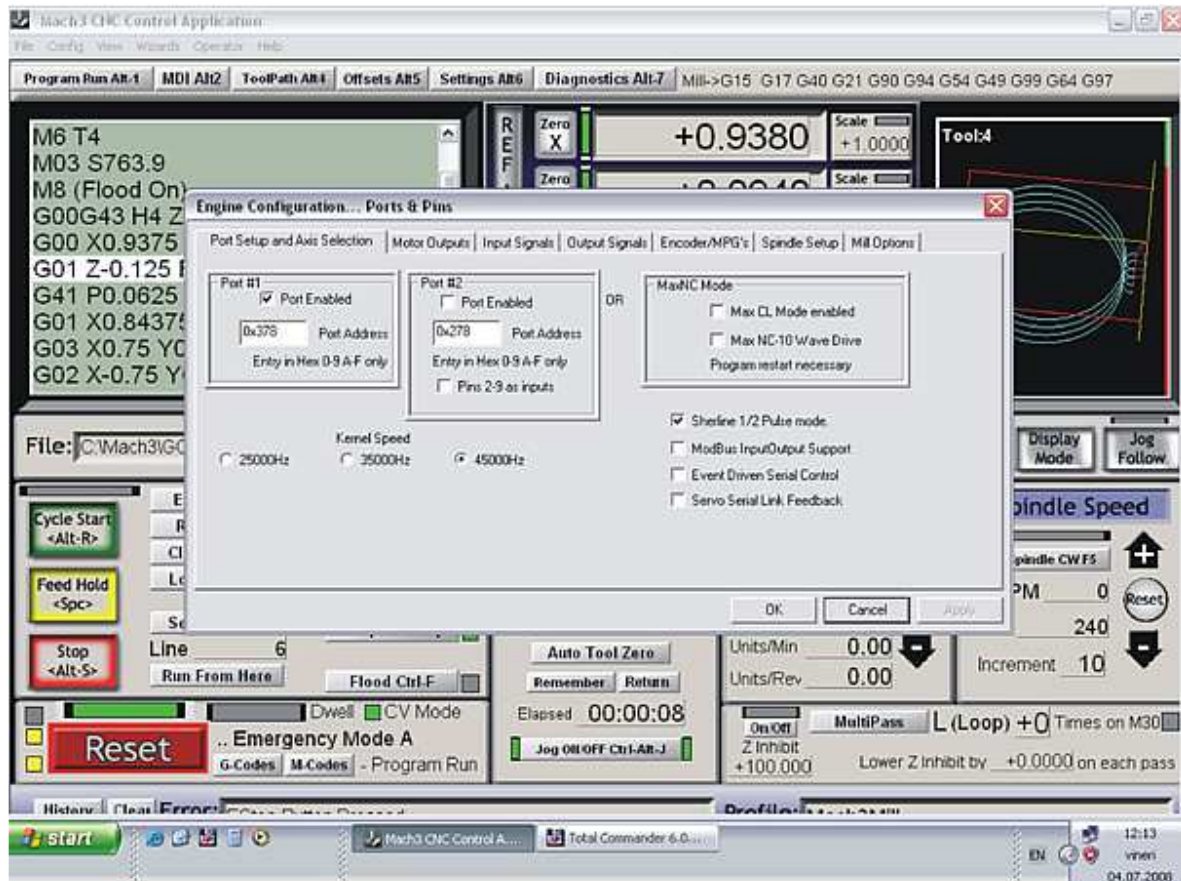 Mach3 CNC Control Application
File Config View Wizards Operator Help
Program Run Alt-1 MDI Alt2 ToolPath Alt4 Offsets Alt5 Settings Alt6 Diagnostics Alt-7 Mill->G15 G17 G40 G21 G90 G94 G54 G49 G99 G64 G97
M6 T4
M03 S763.9
M8 (Flood On)
G00G43 H4 Z
G00 X0.9375
G01 Z-0.125
G41 P0.0625
G01 X0.84375
G03 X0.75 Y0
G02 X-0.75 Y
REF
Zero X +0.9380 Scale +1.0000
Zero Scale
Tool:4
Engine Configuration... Ports & Pins
Port Setup and Axis Selection Motor Outputs Input Signals Output Signals Encoder/MPG's Spindle Setup Mill Options
Port #1
Port Enabled
0x378 Port Address
Entry in Hex 0-9 A-F only
Port #2
Port Enabled
0x278 Port Address
Entry in Hex 0-9 A-F only
Pins 2-9 as inputs
OR
MaxNC Mode
Max CL Mode enabled
Max NC-10 Wave Drive
Program restart necessary
Kernel Speed
25000Hz 35000Hz 45000Hz
Sherline 1/2 Pulse mode.
ModBus InputOutput Support
Event Driven Serial Control
Servo Serial Link Feedback
OK Cancel Apply
File: C:\Mach3\GC
Display Mode
Jog Follow
Cycle Start <Alt-R>
Feed Hold <Spc>
Stop <Alt-S>
Line 6
Run From Here
Flood Ctrl-F
Auto Tool Zero
Remember Return
Elapsed 00:00:08
Jog ON/OFF Ctrl-Alt-J
Units/Min 0.00
Units/Rev 0.00
pindle Speed
pindle CW F5
PM 0
Reset
240
Increment 10
Dwell CV Mode
Reset
.. Emergency Mode A
G-Codes M-Codes - Program Run
On/Off
Z Inhibit
+100.000
MultiPass L (Loop) +0 Times on M30
Lower Z Inhibit by +0.0000 on each pass
History Clear Error:
Profile: Mach3Mill
start
Mach3 CNC Control A....
Total Commander 6.0....
EN
12:13
vinen
04.07.2008